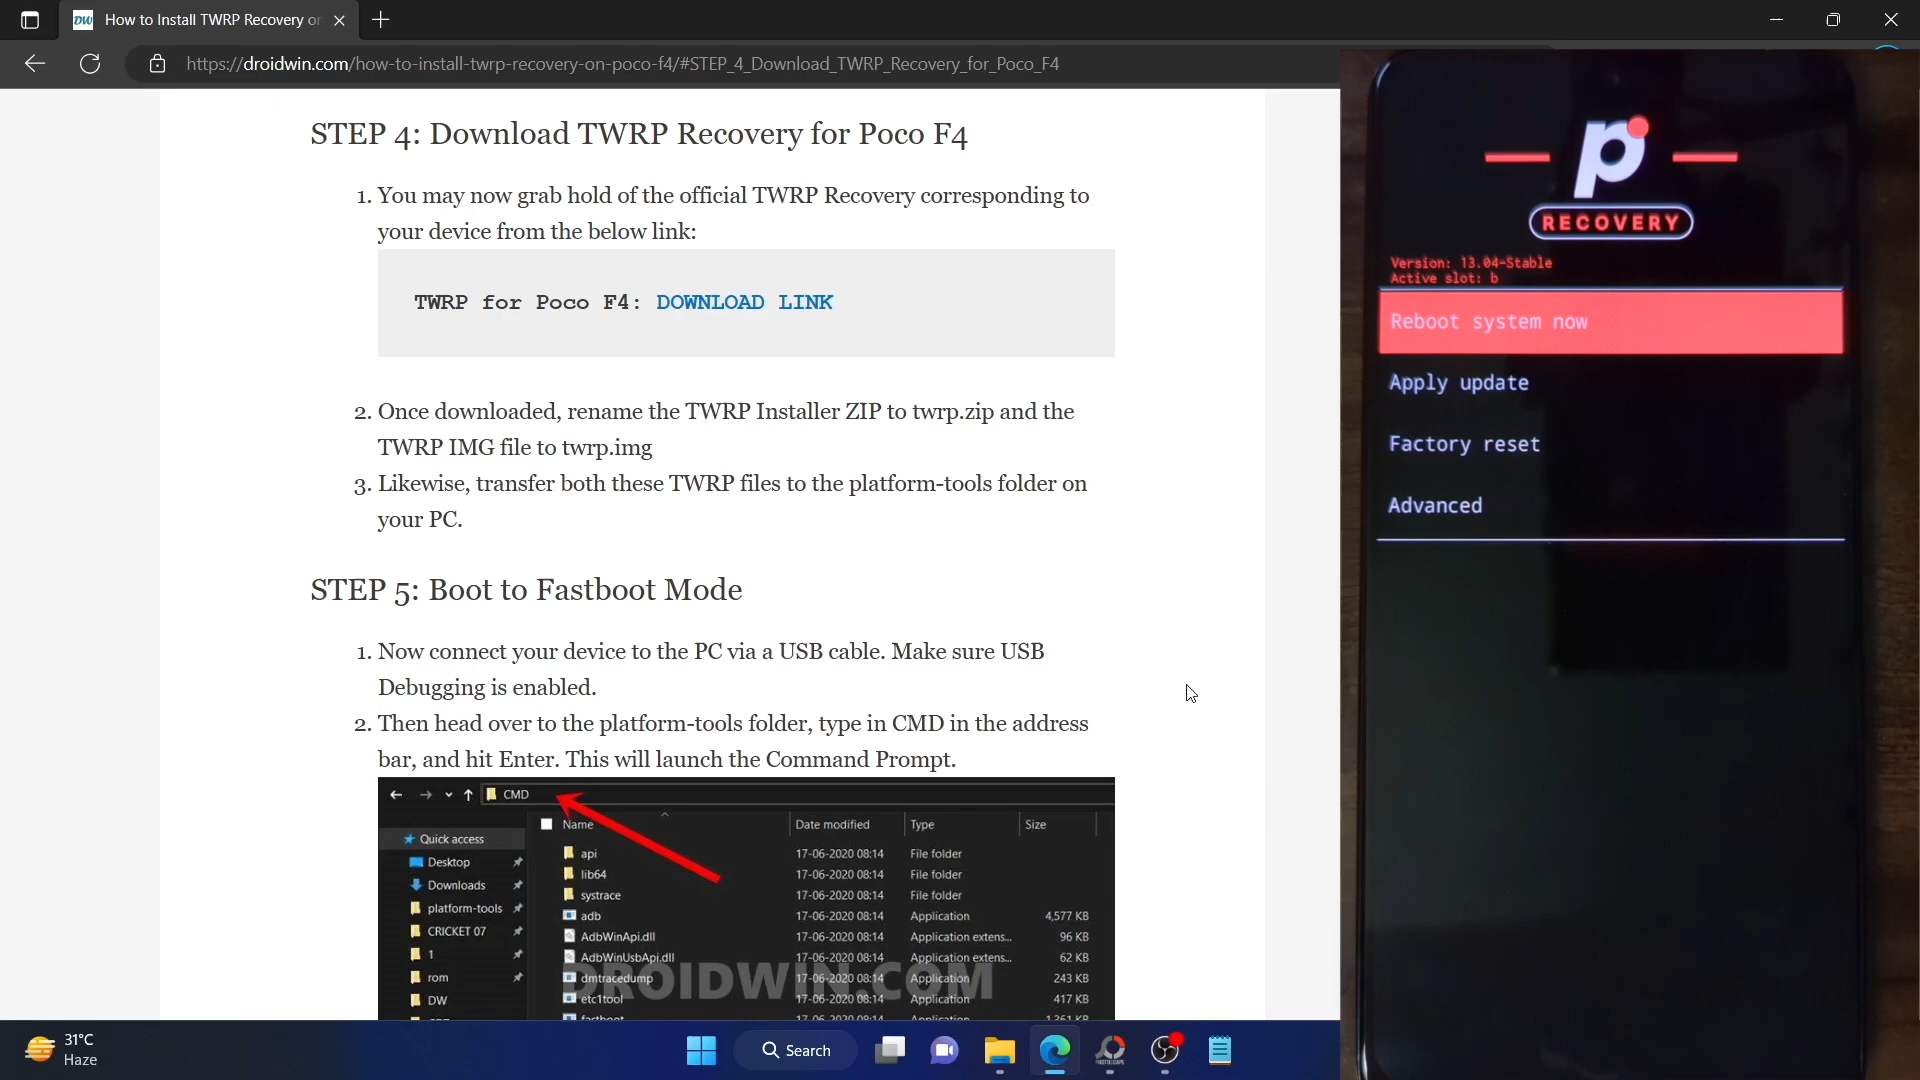 How to Install TWRP Recovery on
https://droidwin.com/how-to-install-twrp-recovery-on-poco-f4/#STEP_4_Download_TWRP_Recovery_for_Poco_F4
STEP 4: Download TWRP Recovery for Poco F4
1. You may now grab hold of the official TWRP Recovery corresponding to
your device from the below link:
TWRP for Poco F4: DOWNLOAD LINK
2. Once downloaded, rename the TWRP Installer ZIP to twrp.zip and the
TWRP IMG file to twrp.img
3. Likewise, transfer both these TWRP files to the platform-tools folder on
your PC.
STEP 5: Boot to Fastboot Mode
1. Now connect your device to the PC via a USB cable. Make sure USB
Debugging is enabled.
2. Then head over to the platform-tools folder, type in CMD in the address
bar, and hit Enter. This will launch the Command Prompt.
CMD
Name Date modified Type Size
Quick access
Desktop
Downloads
platform-tools
CRICKET 07
1
rom
DW
api 17-06-2020 08:14 File folder
lib64 17-06-2020 08:14 File folder
systrace 17-06-2020 08:14 File folder
adb 17-06-2020 08:14 Application 4,577 KB
AdbWinApi.dll 17-06-2020 08:14 Application extens... 96 KB
AdbWinUsbApi.dll 17-06-2020 08:14 Application extens... 62 KB
dmtracedump 17-06-2020 08:14 Application 243 KB
etc1tool 17-06-2020 08:14 Application 417 KB
fastboot 17-06-2020 08:14 Application 1,361 KB
DROIDWIN.COM
p
RECOVERY
Version: 13.04-Stable
Active slot: b
Reboot system now
Apply update
Factory reset
Advanced
31°C
Haze
Search